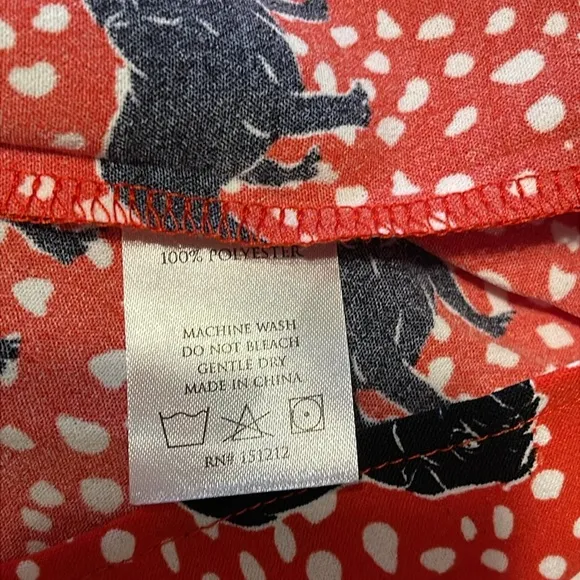 100% POLYESTER
MACHINE WASH
DO NOT BLEACH
GENTLE DRY
MADE IN CHINA
RN# 151212